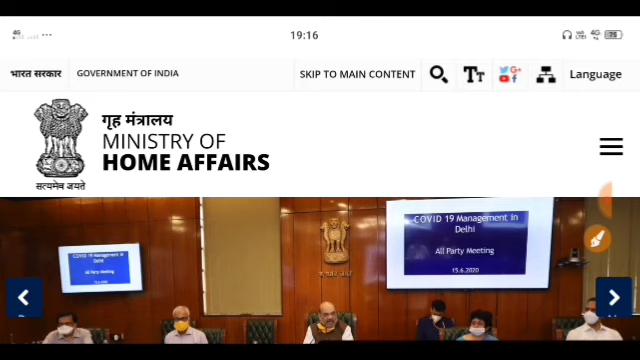 4G
19:16
4G
भारत सरकार GOVERNMENT OF INDIA SKIP TO MAIN CONTENT Language
गृह मंत्रालय
MINISTRY OF
HOME AFFAIRS
सत्यमेव जयते
COVID 19 Management in
Delhi
All Party Meeting
COVID 19 Management in
Delhi
All Party Meeting
15.6.2020